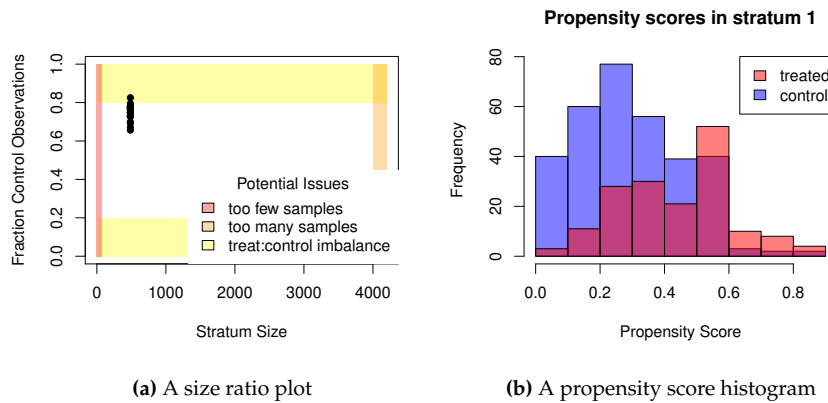 Fraction Control Observations
1.0
0.8
0.6
0.4
0.2
0.0
Potential Issues
too few samples
too many samples
treat:control imbalance
0 1000 2000 3000 4000
Stratum Size
(a) A size ratio plot
Propensity scores in stratum 1
Frequency
80
60
40
20
0
treated
control
0.0 0.2 0.4 0.6 0.8
Propensity Score
(b) A propensity score histogram